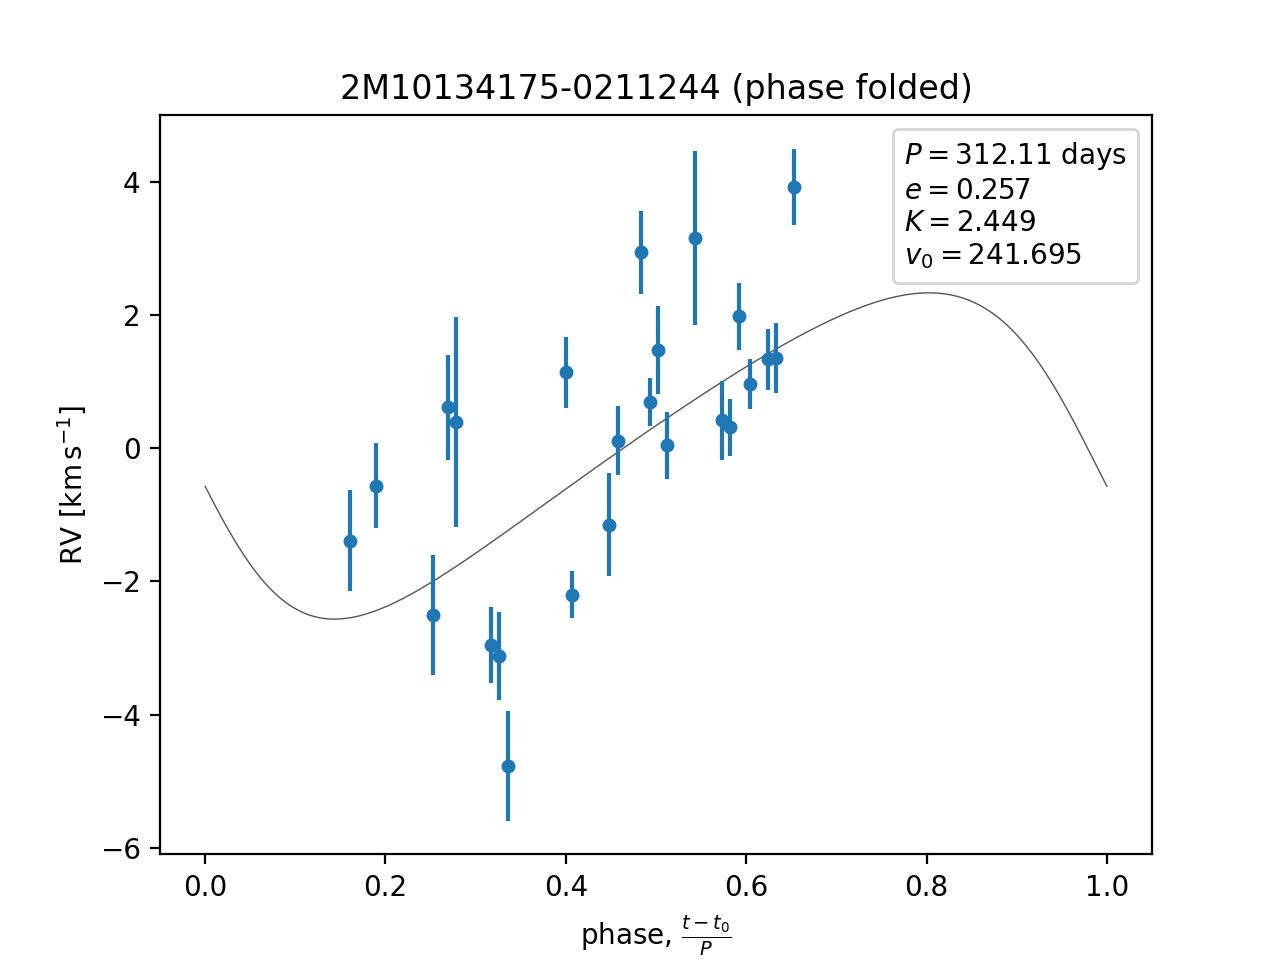 2M10134175-0211244 (phase folded)
P = 312.11 days
e = 0.257
K = 2.449
v₀ = 241.695
4
2
0
−2
−4
−6
RV [km s⁻¹]
0.0 0.2 0.4 0.6 0.8 1.0
phase, (t − t₀)/P